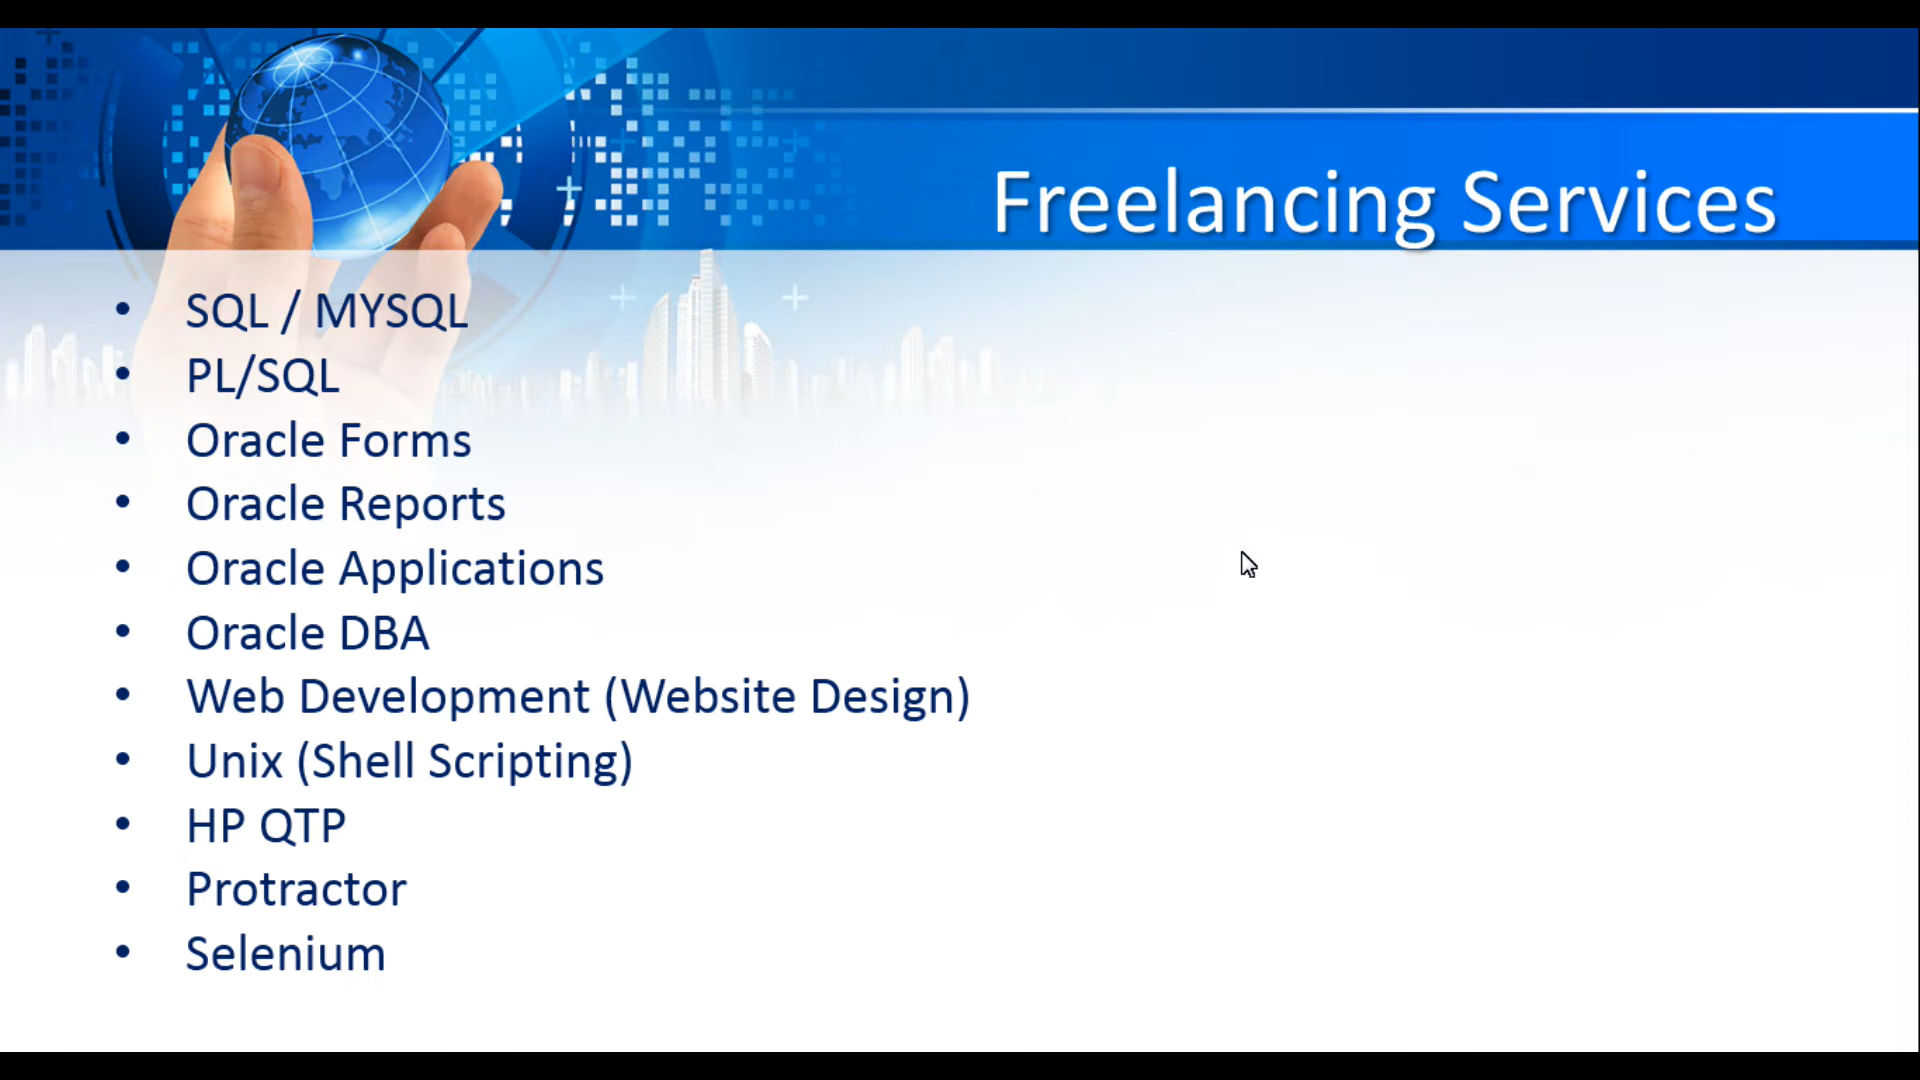 Freelancing Services
• SQL / MYSQL
• PL/SQL
• Oracle Forms
• Oracle Reports
• Oracle Applications
• Oracle DBA
• Web Development (Website Design)
• Unix (Shell Scripting)
• HP QTP
• Protractor
• Selenium